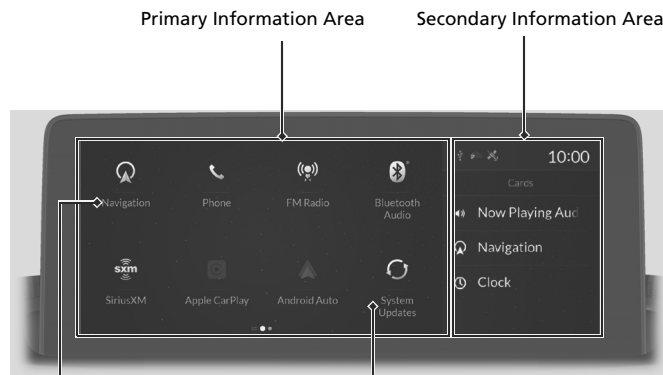 Primary Information Area
Secondary Information Area
10:00
Cards
Navigation
Phone
FM Radio
Bluetooth
Audio
Now Playing Aud
Navigation
Clock
sxm
SiriusXM
Apple CarPlay
Android Auto
System
Updates